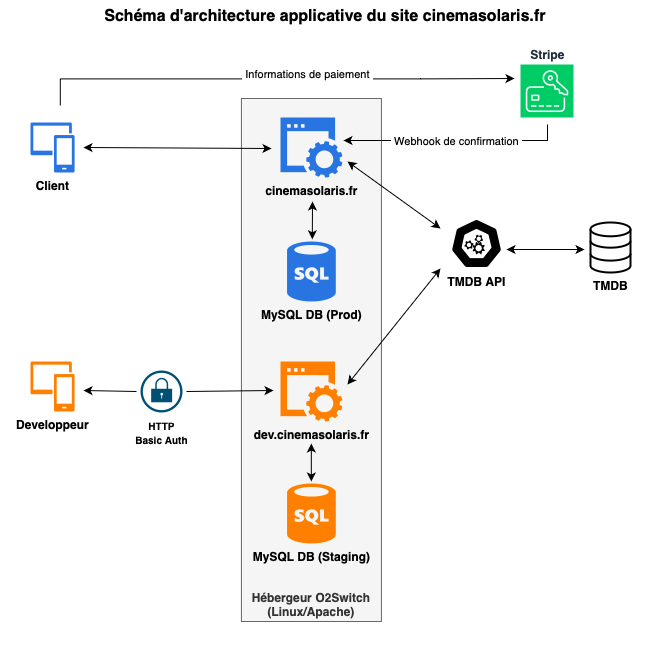 Schéma d'architecture applicative du site cinemasolaris.fr
Stripe
Informations de paiement
Webhook de confirmation
Client
cinemasolaris.fr
SQL
MySQL DB (Prod)
TMDB API
TMDB
Developpeur
HTTP
Basic Auth
dev.cinemasolaris.fr
SQL
MySQL DB (Staging)
Hébergeur O2Switch
(Linux/Apache)